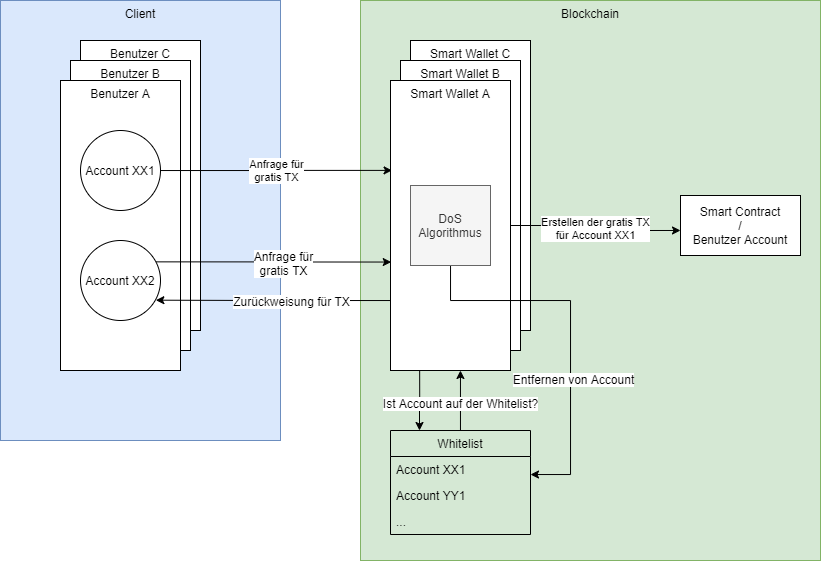 Client
Benutzer C
Benutzer B
Benutzer A
Account XX1
Account XX2
Anfrage für
gratis TX
Anfrage für
gratis TX
Zurückweisung für TX
Blockchain
Smart Wallet C
Smart Wallet B
Smart Wallet A
DoS
Algorithmus
Erstellen der gratis TX
für Account XX1
Smart Contract
/
Benutzer Account
Entfernen von Account
Ist Account auf der Whitelist?
Whitelist
Account XX1
Account YY1
...